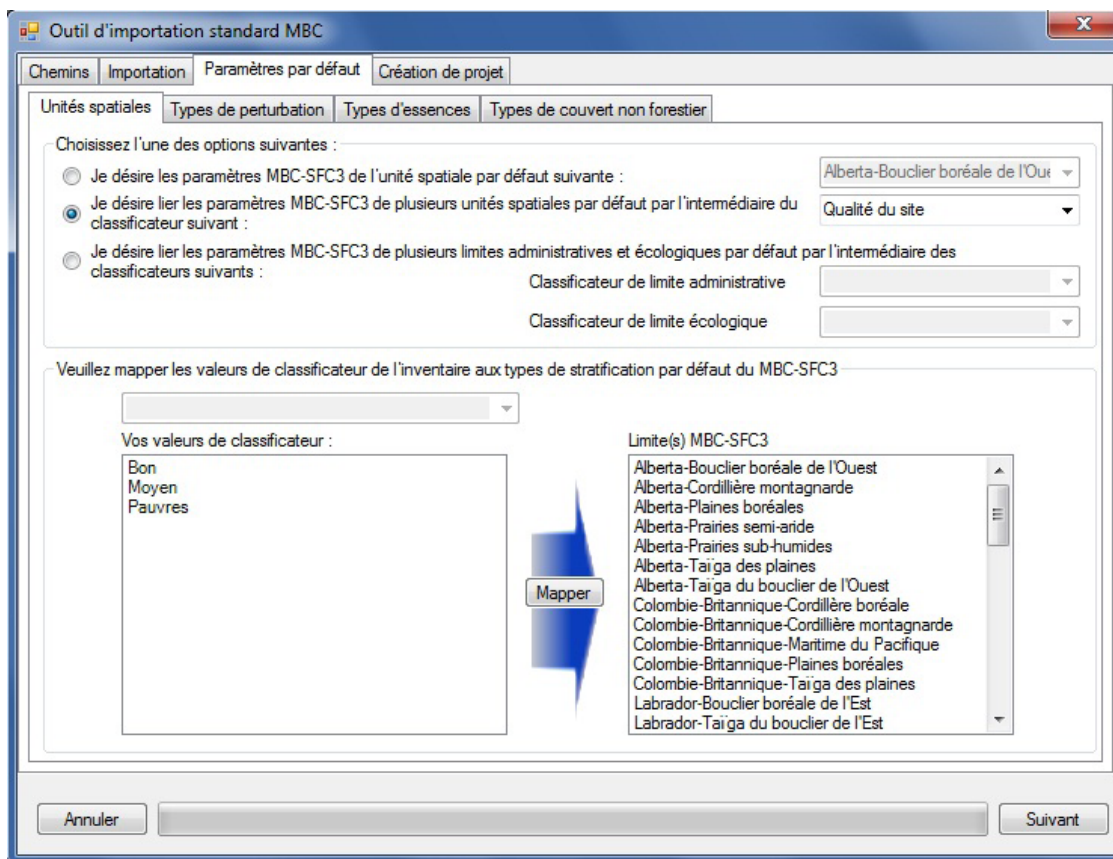 Outil d'importation standard MBC
Chemins
Importation
Paramètres par défaut
Création de projet
Unités spatiales
Types de perturbation
Types d'essences
Types de couvert non forestier
Choisissez l'une des options suivantes :
Je désire les paramètres MBC-SFC3 de l'unité spatiale par défaut suivante :
Alberta-Bouclier boréale de l'Oue
Je désire lier les paramètres MBC-SFC3 de plusieurs unités spatiales par défaut par l'intermédiaire du
classificateur suivant :
Qualité du site
Je désire lier les paramètres MBC-SFC3 de plusieurs limites administratives et écologiques par défaut par l'intermédiaire des
classificateurs suivants :
Classificateur de limite administrative
Classificateur de limite écologique
Veuillez mapper les valeurs de classificateur de l'inventaire aux types de stratification par défaut du MBC-SFC3
Vos valeurs de classificateur :
Bon
Moyen
Pauvres
Mapper
Limite(s) MBC-SFC3
Alberta-Bouclier boréale de l'Ouest
Alberta-Cordillière montagnarde
Alberta-Plaines boréales
Alberta-Prairies semi-aride
Alberta-Prairies sub-humides
Alberta-Taïga des plaines
Alberta-Taïga du bouclier de l'Ouest
Colombie-Britannique-Cordillère boréale
Colombie-Britannique-Cordillère montagnarde
Colombie-Britannique-Maritime du Pacifique
Colombie-Britannique-Plaines boréales
Colombie-Britannique-Taïga des plaines
Labrador-Bouclier boréale de l'Est
Labrador-Taïga du bouclier de l'Est
Annuler
Suivant